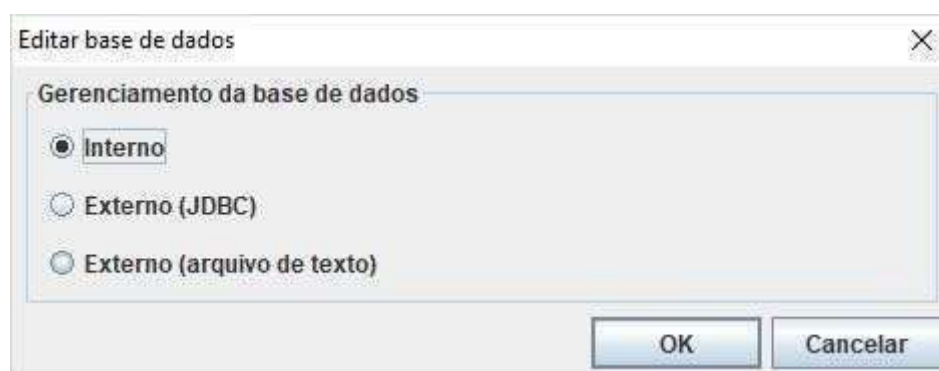 Editar base de dados
Gerenciamento da base de dados
Interno
Externo (JDBC)
Externo (arquivo de texto)
OK
Cancelar